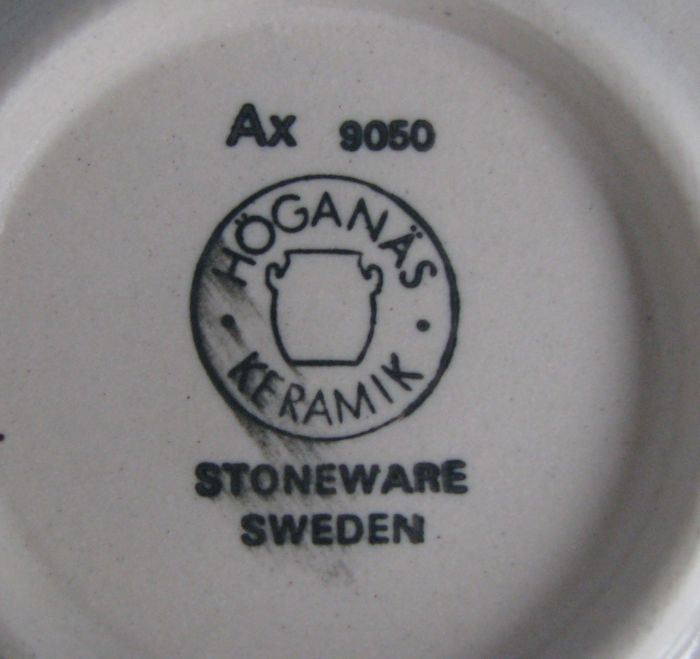 Ax 9050
HÖGANÄS
KERAMIK
STONEWARE
SWEDEN